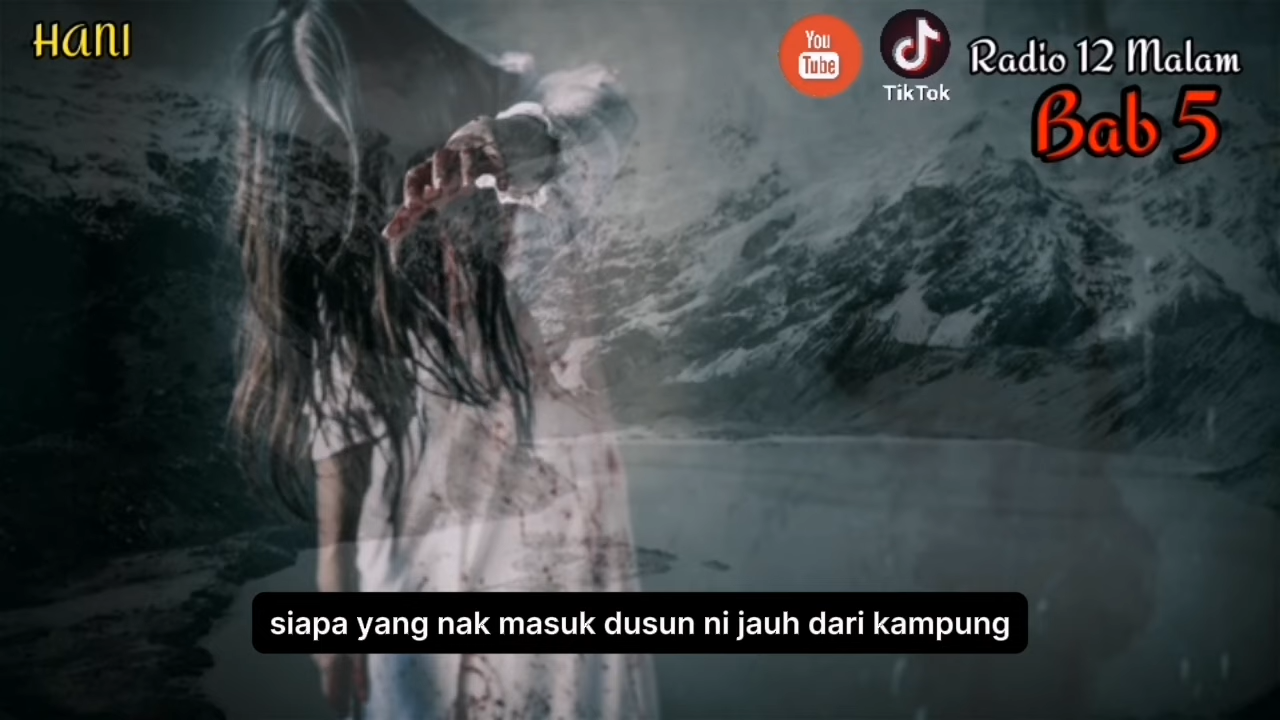 HANI
You
Tube
TikTok
Radio 12 Malam
Bab 5
siapa yang nak masuk dusun ni jauh dari kampung